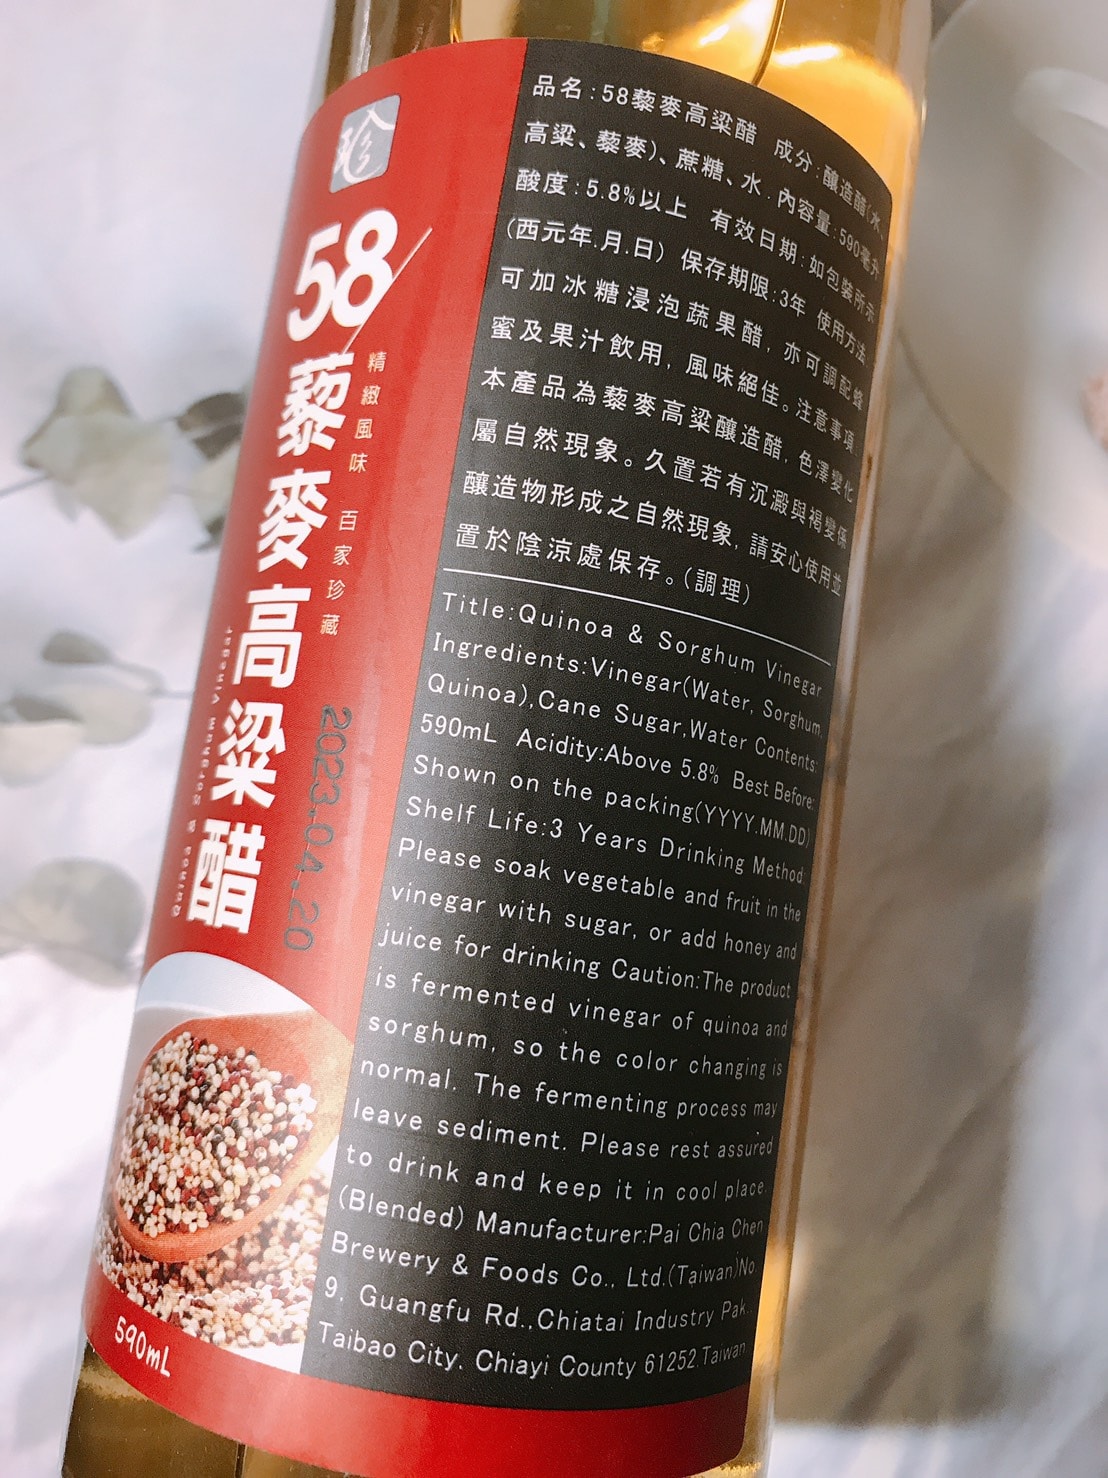 珍
58
藜麥高粱醋
精緻風味 百家珍藏
2023.04.20
590mL
品名:58藜麥高粱醋 成分:釀造醋(水、
高粱、藜麥)、蔗糖、水.內容量:590毫升
酸度:5.8%以上 有效日期:如包裝所示
(西元年.月.日) 保存期限:3年 使用方法:
可加冰糖浸泡蔬果醋,亦可調配蜂
蜜及果汁飲用,風味絕佳。注意事項:
本產品為藜麥高粱釀造醋,色澤變化
屬自然現象。久置若有沉澱與褐變係
釀造物形成之自然現象,請安心使用並
置於陰涼處保存。(調理)
Title:Quinoa & Sorghum Vinegar
Ingredients:Vinegar(Water, Sorghum,
Quinoa),Cane Sugar,Water Contents:
590mL Acidity:Above 5.8% Best Before:
Shown on the packing(YYYY.MM.DD)
Shelf Life:3 Years Drinking Method:
Please soak vegetable and fruit in the
vinegar with sugar, or add honey and
juice for drinking Caution:The product
is fermented vinegar of quinoa and
sorghum, so the color changing is
normal. The fermenting process may
leave sediment. Please rest assured
to drink and keep it in cool place.
(Blended) Manufacturer:Pai Chia Chen
Brewery & Foods Co., Ltd.(Taiwan)No
9, Guangfu Rd.,Chiatai Industry Pak.,
Taibao City. Chiayi County 61252.Taiwan